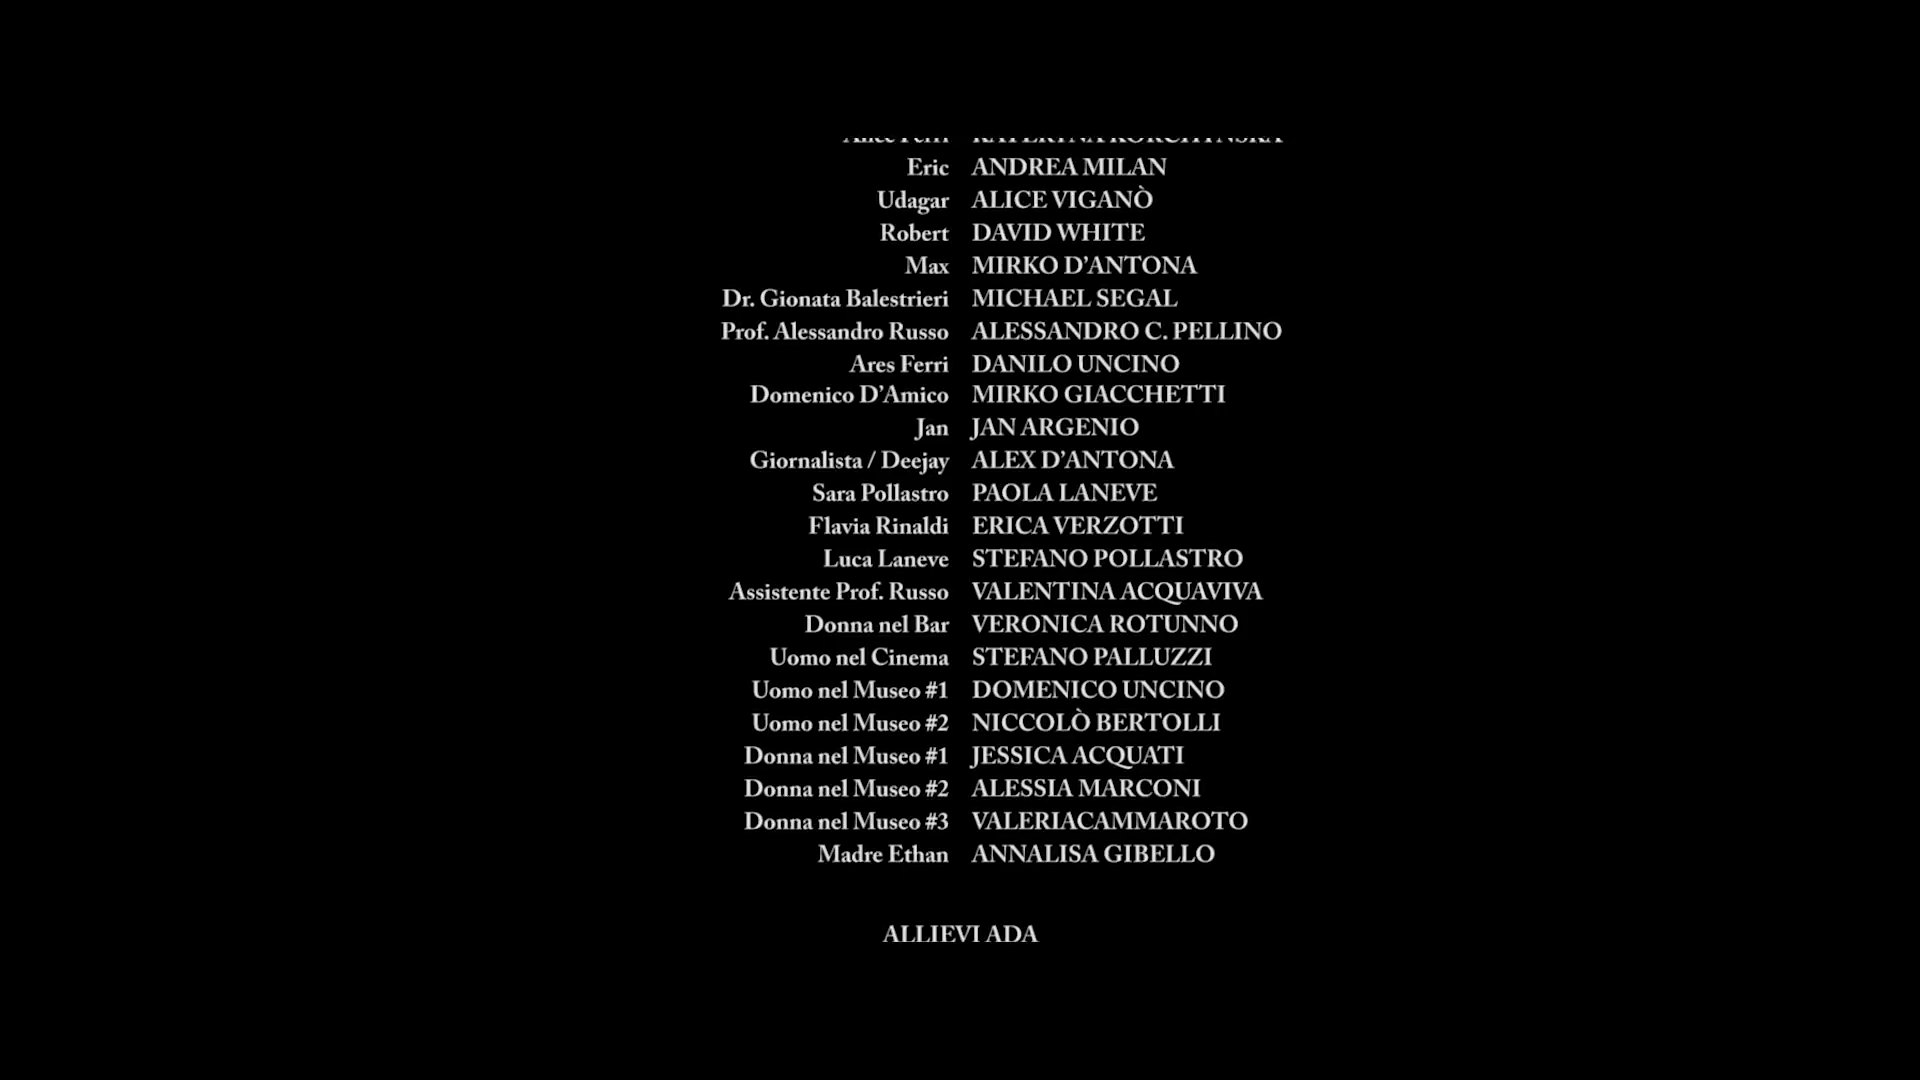 Eric ANDREA MILAN
Udagar ALICE VIGANÒ
Robert DAVID WHITE
Max MIRKO D’ANTONA
Dr. Gionata Balestrieri MICHAEL SEGAL
Prof. Alessandro Russo ALESSANDRO C. PELLINO
Ares Ferri DANILO UNCINO
Domenico D’Amico MIRKO GIACCHETTI
Jan JAN ARGENIO
Giornalista / Deejay ALEX D’ANTONA
Sara Pollastro PAOLA LANEVE
Flavia Rinaldi ERICA VERZOTTI
Luca Laneve STEFANO POLLASTRO
Assistente Prof. Russo VALENTINA ACQUAVIVA
Donna nel Bar VERONICA ROTUNNO
Uomo nel Cinema STEFANO PALLUZZI
Uomo nel Museo #1 DOMENICO UNCINO
Uomo nel Museo #2 NICCOLÒ BERTOLLI
Donna nel Museo #1 JESSICA ACQUATI
Donna nel Museo #2 ALESSIA MARCONI
Donna nel Museo #3 VALERIACAMMAROTO
Madre Ethan ANNALISA GIBELLO
ALLIEVI ADA